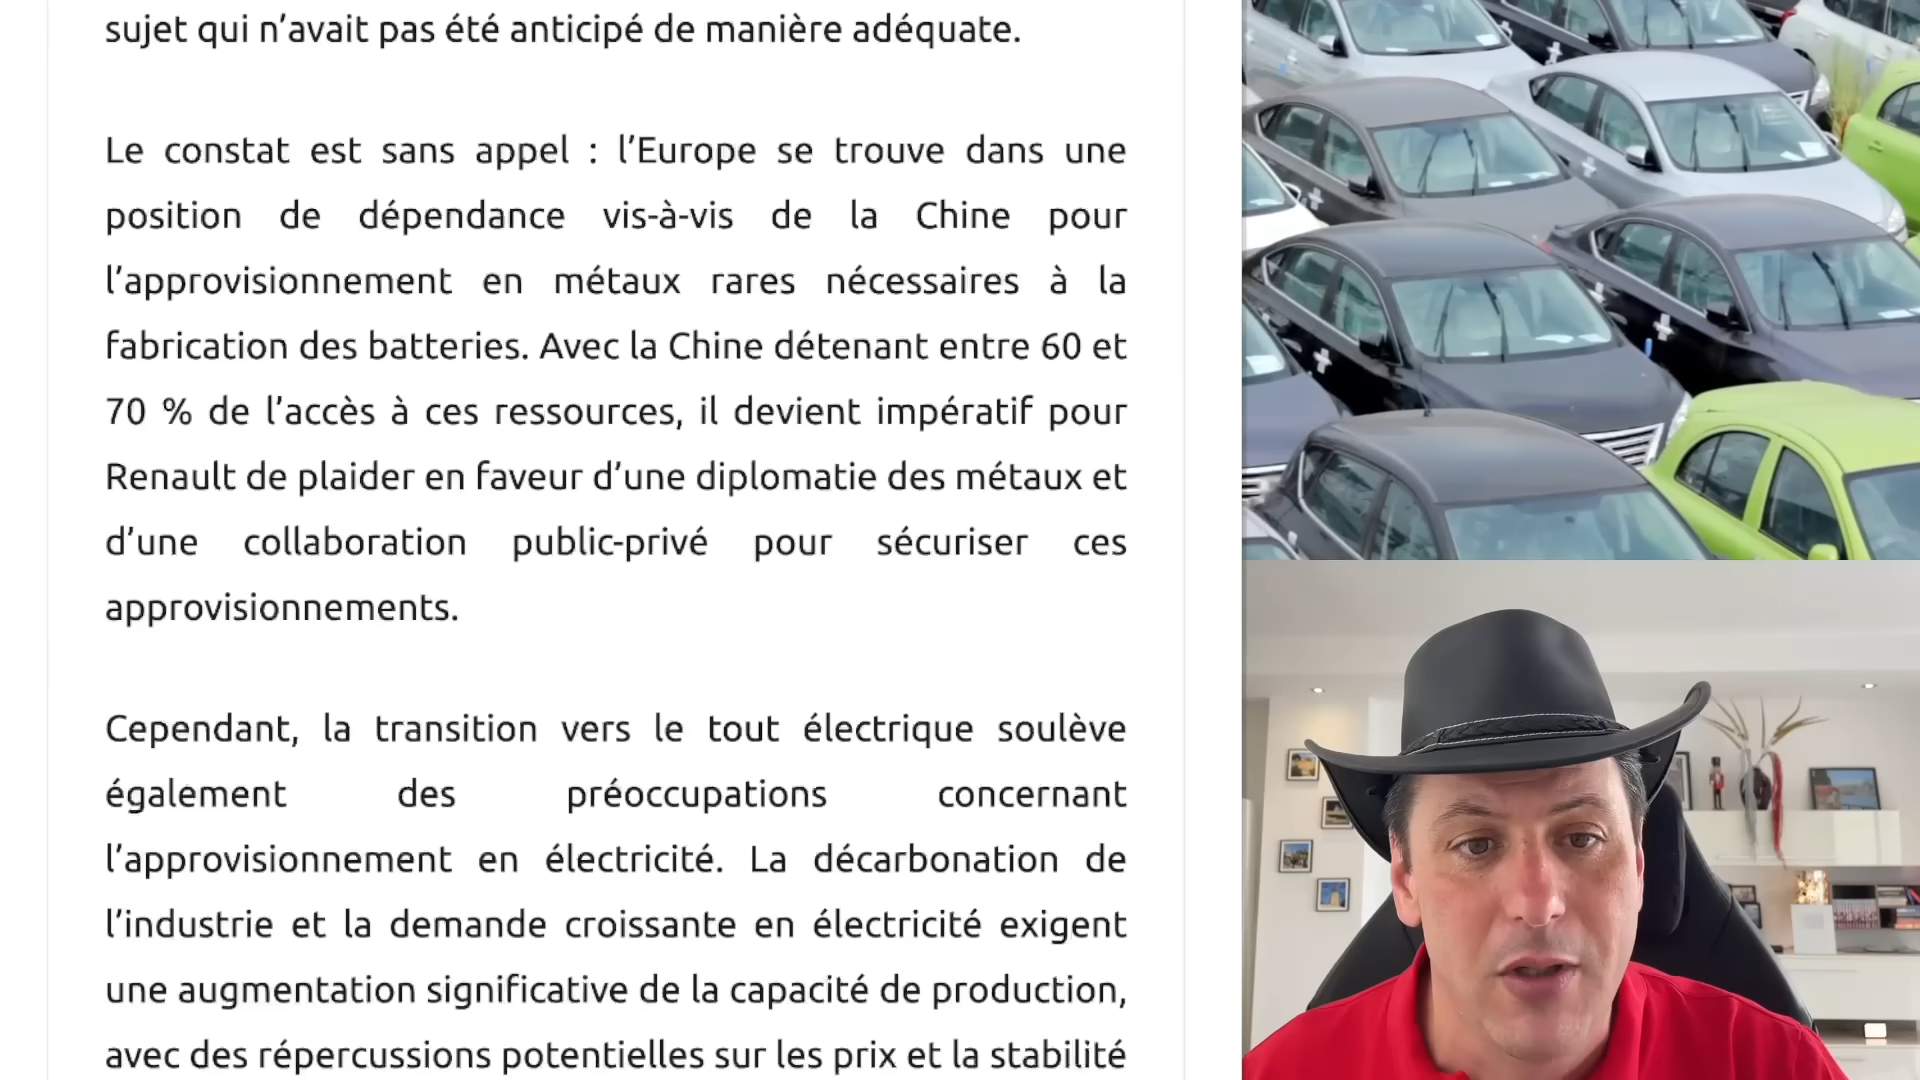 sujet qui n’avait pas été anticipé de manière adéquate.
Le constat est sans appel : l’Europe se trouve dans une
position de dépendance vis-à-vis de la Chine pour
l’approvisionnement en métaux rares nécessaires à la
fabrication des batteries. Avec la Chine détenant entre 60 et
70 % de l’accès à ces ressources, il devient impératif pour
Renault de plaider en faveur d’une diplomatie des métaux et
d’une collaboration public-privé pour sécuriser ces
approvisionnements.
Cependant, la transition vers le tout électrique soulève
également des préoccupations concernant
l’approvisionnement en électricité. La décarbonation de
l’industrie et la demande croissante en électricité exigent
une augmentation significative de la capacité de production,
avec des répercussions potentielles sur les prix et la stabilité